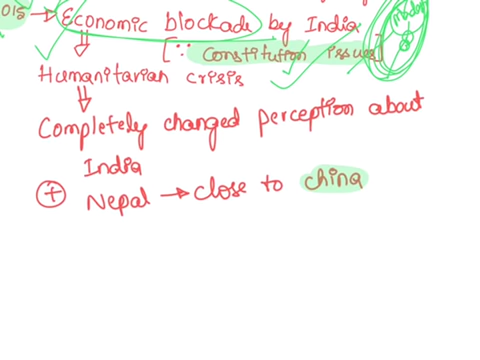 015 → Economic blockade by India
[∵ Constitution issues]
Humanitarian crisis
Completely changed perception about
India
+ Nepal → close to china